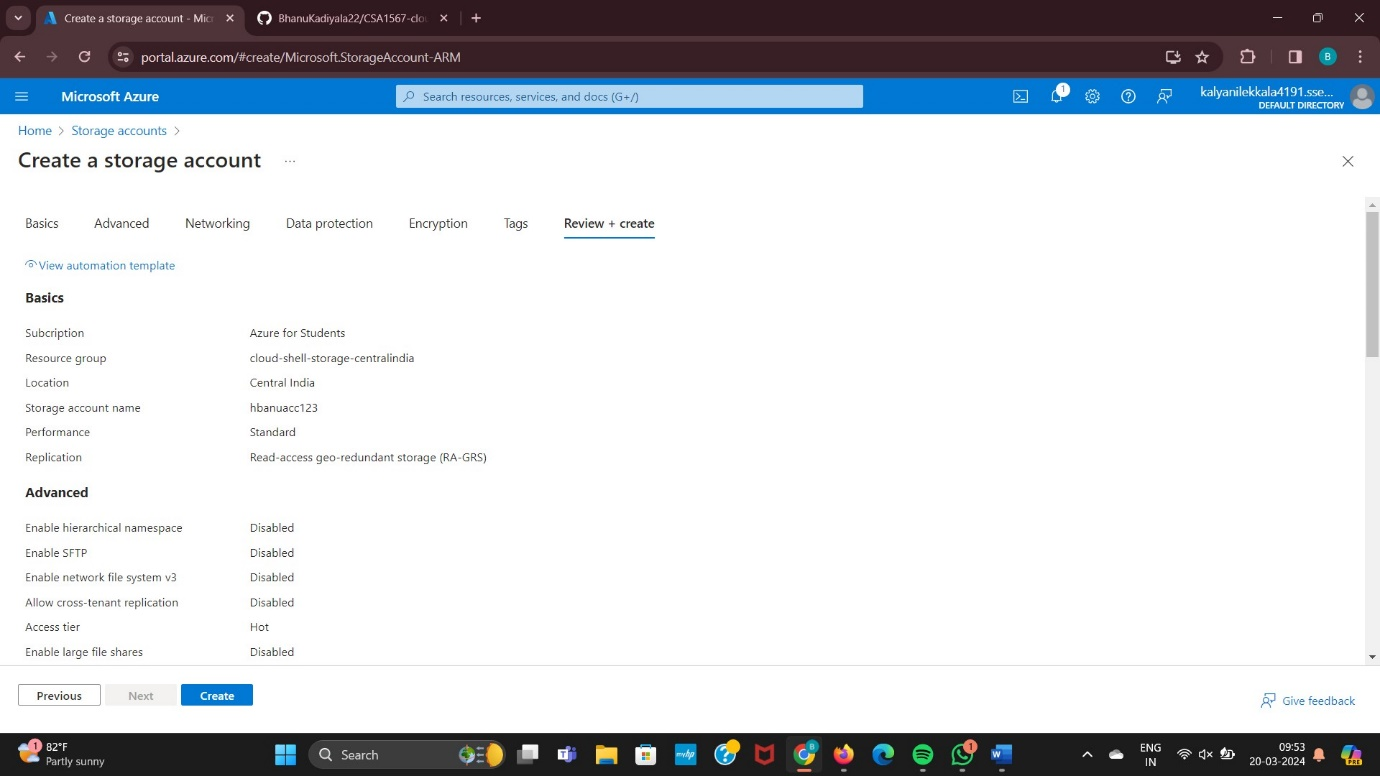 Create a storage account - Micr
BhanuKadiyala22/CSA1567-clou
portal.azure.com/#create/Microsoft.StorageAccount-ARM
B
Microsoft Azure
Search resources, services, and docs (G+/)
1
kalyanilekkala4191.sse...
DEFAULT DIRECTORY
Home > Storage accounts >
Create a storage account ...
Basics Advanced Networking Data protection Encryption Tags Review + create
View automation template
Basics
Subcription Azure for Students
Resource group cloud-shell-storage-centralindia
Location Central India
Storage account name hbanuacc123
Performance Standard
Replication Read-access geo-redundant storage (RA-GRS)
Advanced
Enable hierarchical namespace Disabled
Enable SFTP Disabled
Enable network file system v3 Disabled
Allow cross-tenant replication Disabled
Access tier Hot
Enable large file shares Disabled
Previous Next Create
Give feedback
1 82°F
Partly sunny
Search
ENG
IN
09:53
20-03-2024